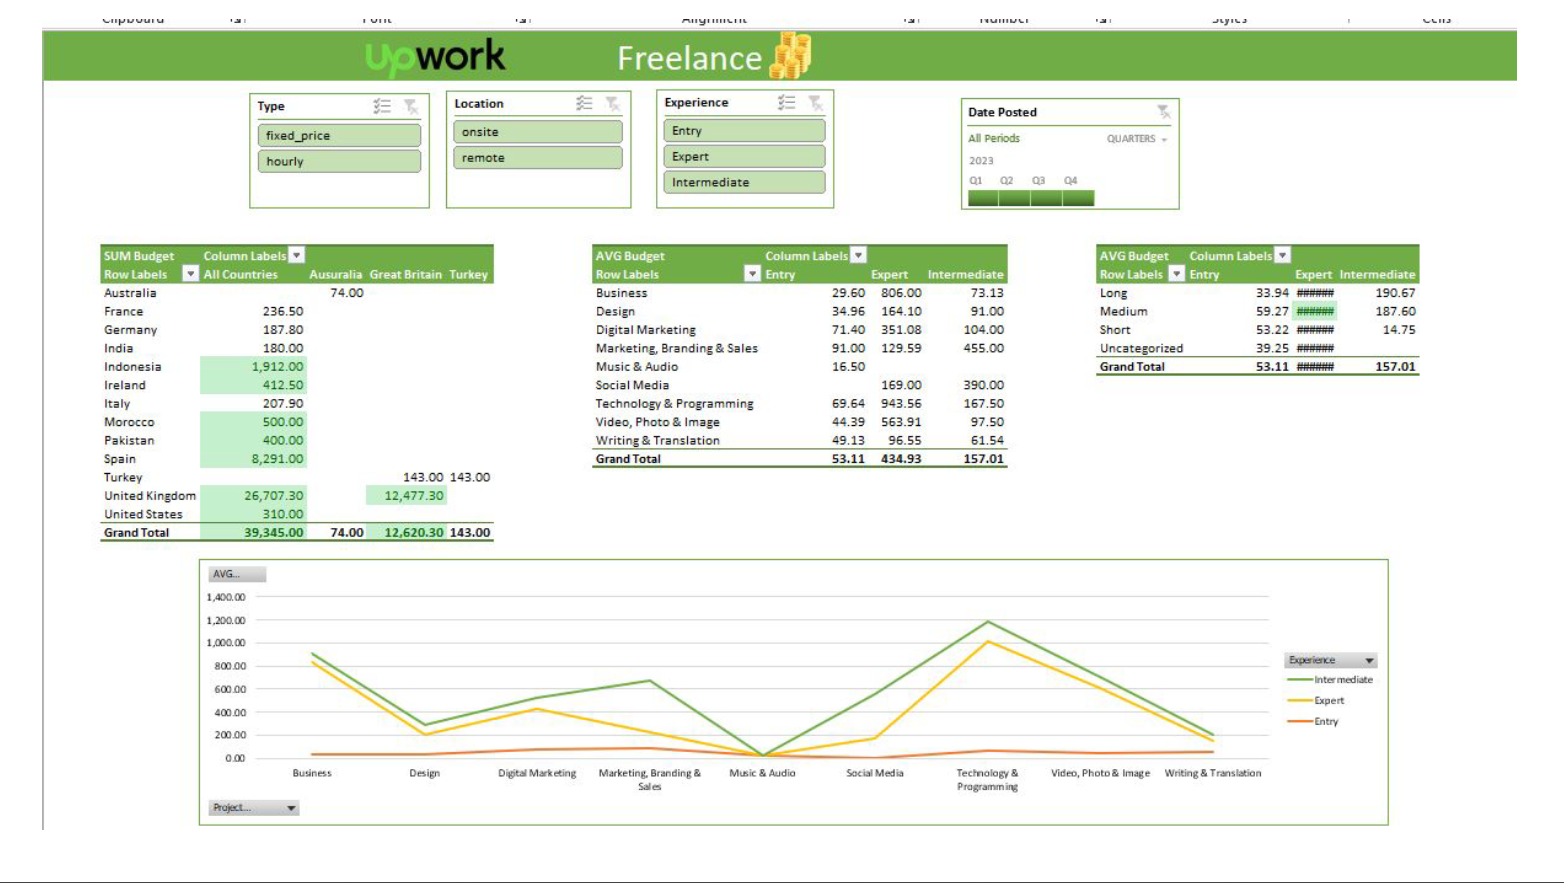 Clipboard Font Alignment Number Styles Cells
Upwork Freelance
Type
fixed_price
hourly
Location
onsite
remote
Experience
Entry
Expert
Intermediate
Date Posted
All Periods QUARTERS
2023
Q1 Q2 Q3 Q4
SUM Budget Column Labels
Row Labels All Countries Ausuralia Great Britain Turkey
Australia 74.00
France 236.50
Germany 187.80
India 180.00
Indonesia 1,912.00
Ireland 412.50
Italy 207.90
Morocco 500.00
Pakistan 400.00
Spain 8,291.00
Turkey 143.00 143.00
United Kingdom 26,707.30 12,477.30
United States 310.00
Grand Total 39,345.00 74.00 12,620.30 143.00
AVG Budget Column Labels
Row Labels Entry Expert Intermediate
Business 29.60 806.00 73.13
Design 34.96 164.10 91.00
Digital Marketing 71.40 351.08 104.00
Marketing, Branding & Sales 91.00 129.59 455.00
Music & Audio 16.50
Social Media 169.00 390.00
Technology & Programming 69.64 943.56 167.50
Video, Photo & Image 44.39 563.91 97.50
Writing & Translation 49.13 96.55 61.54
Grand Total 53.11 434.93 157.01
AVG Budget Column Labels
Row Labels Entry Expert Intermediate
Long 33.94 ###### 190.67
Medium 59.27 ###### 187.60
Short 53.22 ###### 14.75
Uncategorized 39.25 ######
Grand Total 53.11 ###### 157.01
AVG...
1,400.00
1,200.00
1,000.00
800.00
600.00
400.00
200.00
0.00
Business Design Digital Marketing Marketing, Branding & Music & Audio Social Media Technology & Video, Photo & Image Writing & Translation
Sales Programming
Experience
Intermediate
Expert
Entry
Project...